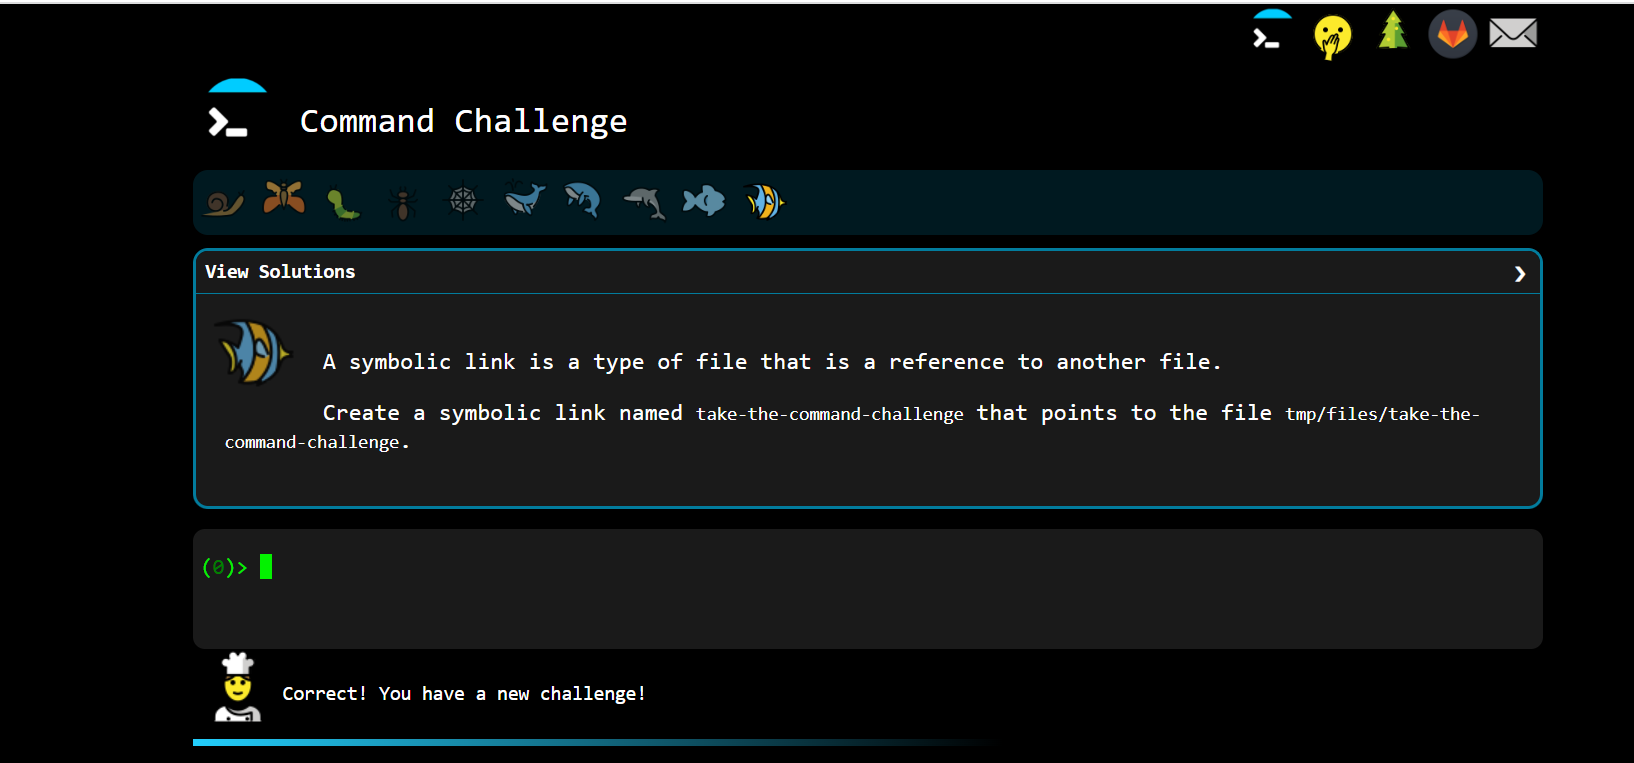 Command Challenge
View Solutions
A symbolic link is a type of file that is a reference to another file.
Create a symbolic link named take-the-command-challenge that points to the file tmp/files/take-the-
command-challenge.
(0)>
Correct! You have a new challenge!